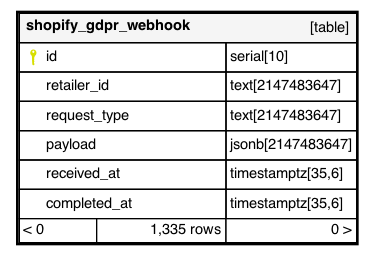 shopify_gdpr_webhook [table]
id serial[10]
retailer_id text[2147483647]
request_type text[2147483647]
payload jsonb[2147483647]
received_at timestamptz[35,6]
completed_at timestamptz[35,6]
< 0 1,335 rows 0 >